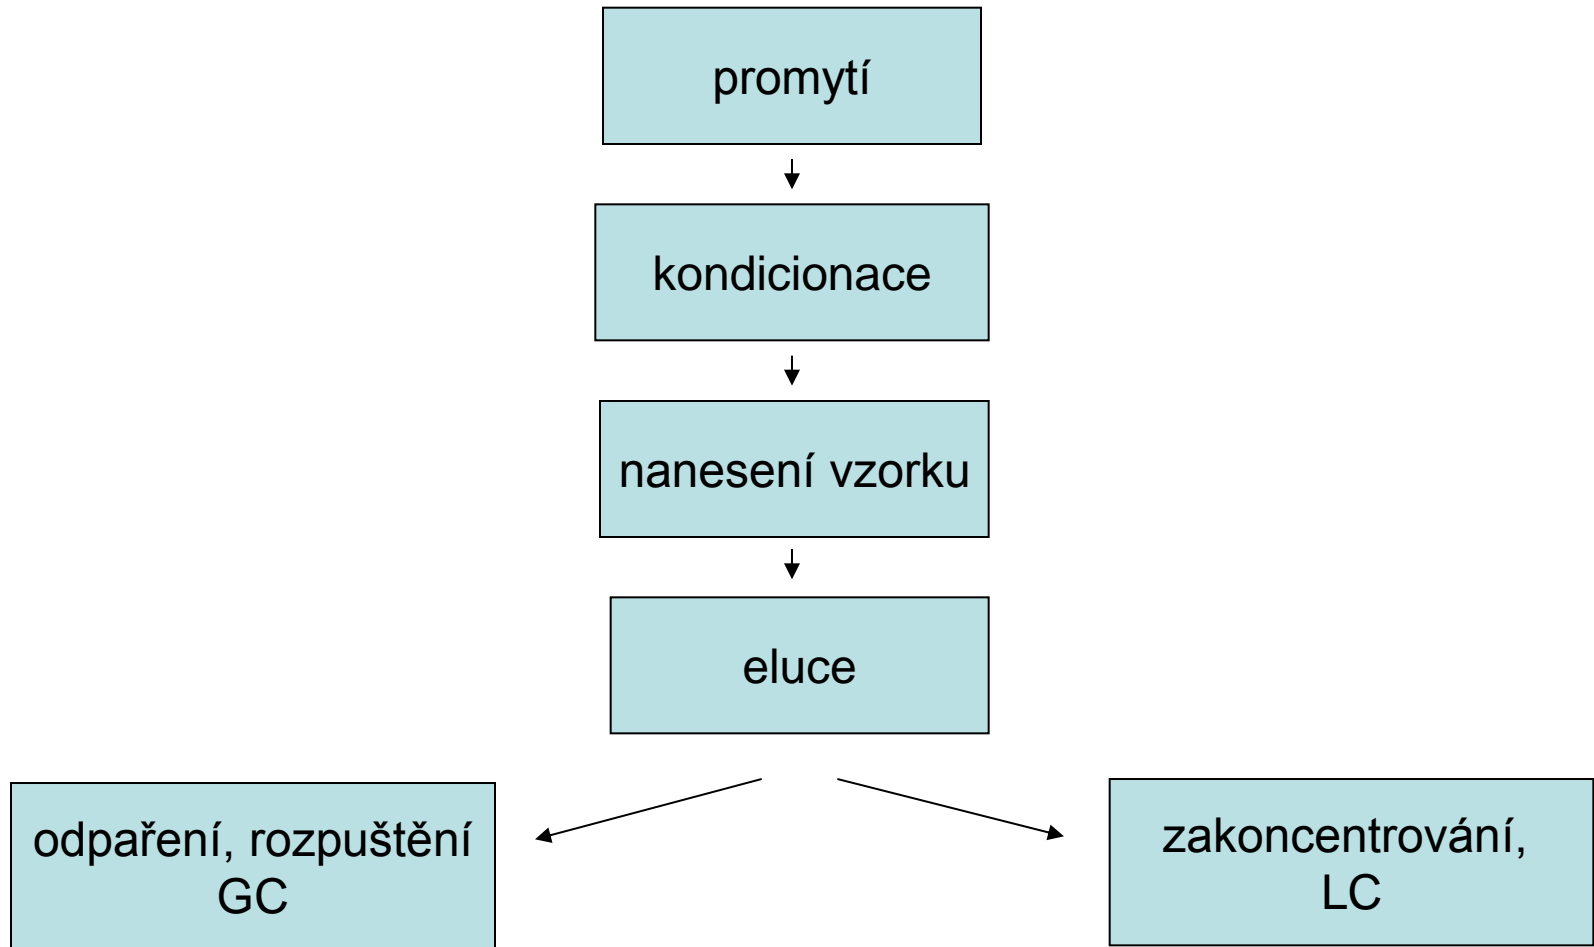 promytí
kondicionace
nanesení vzorku
eluce
odpaření, rozpuštění
GC
zakoncentrování,
LC